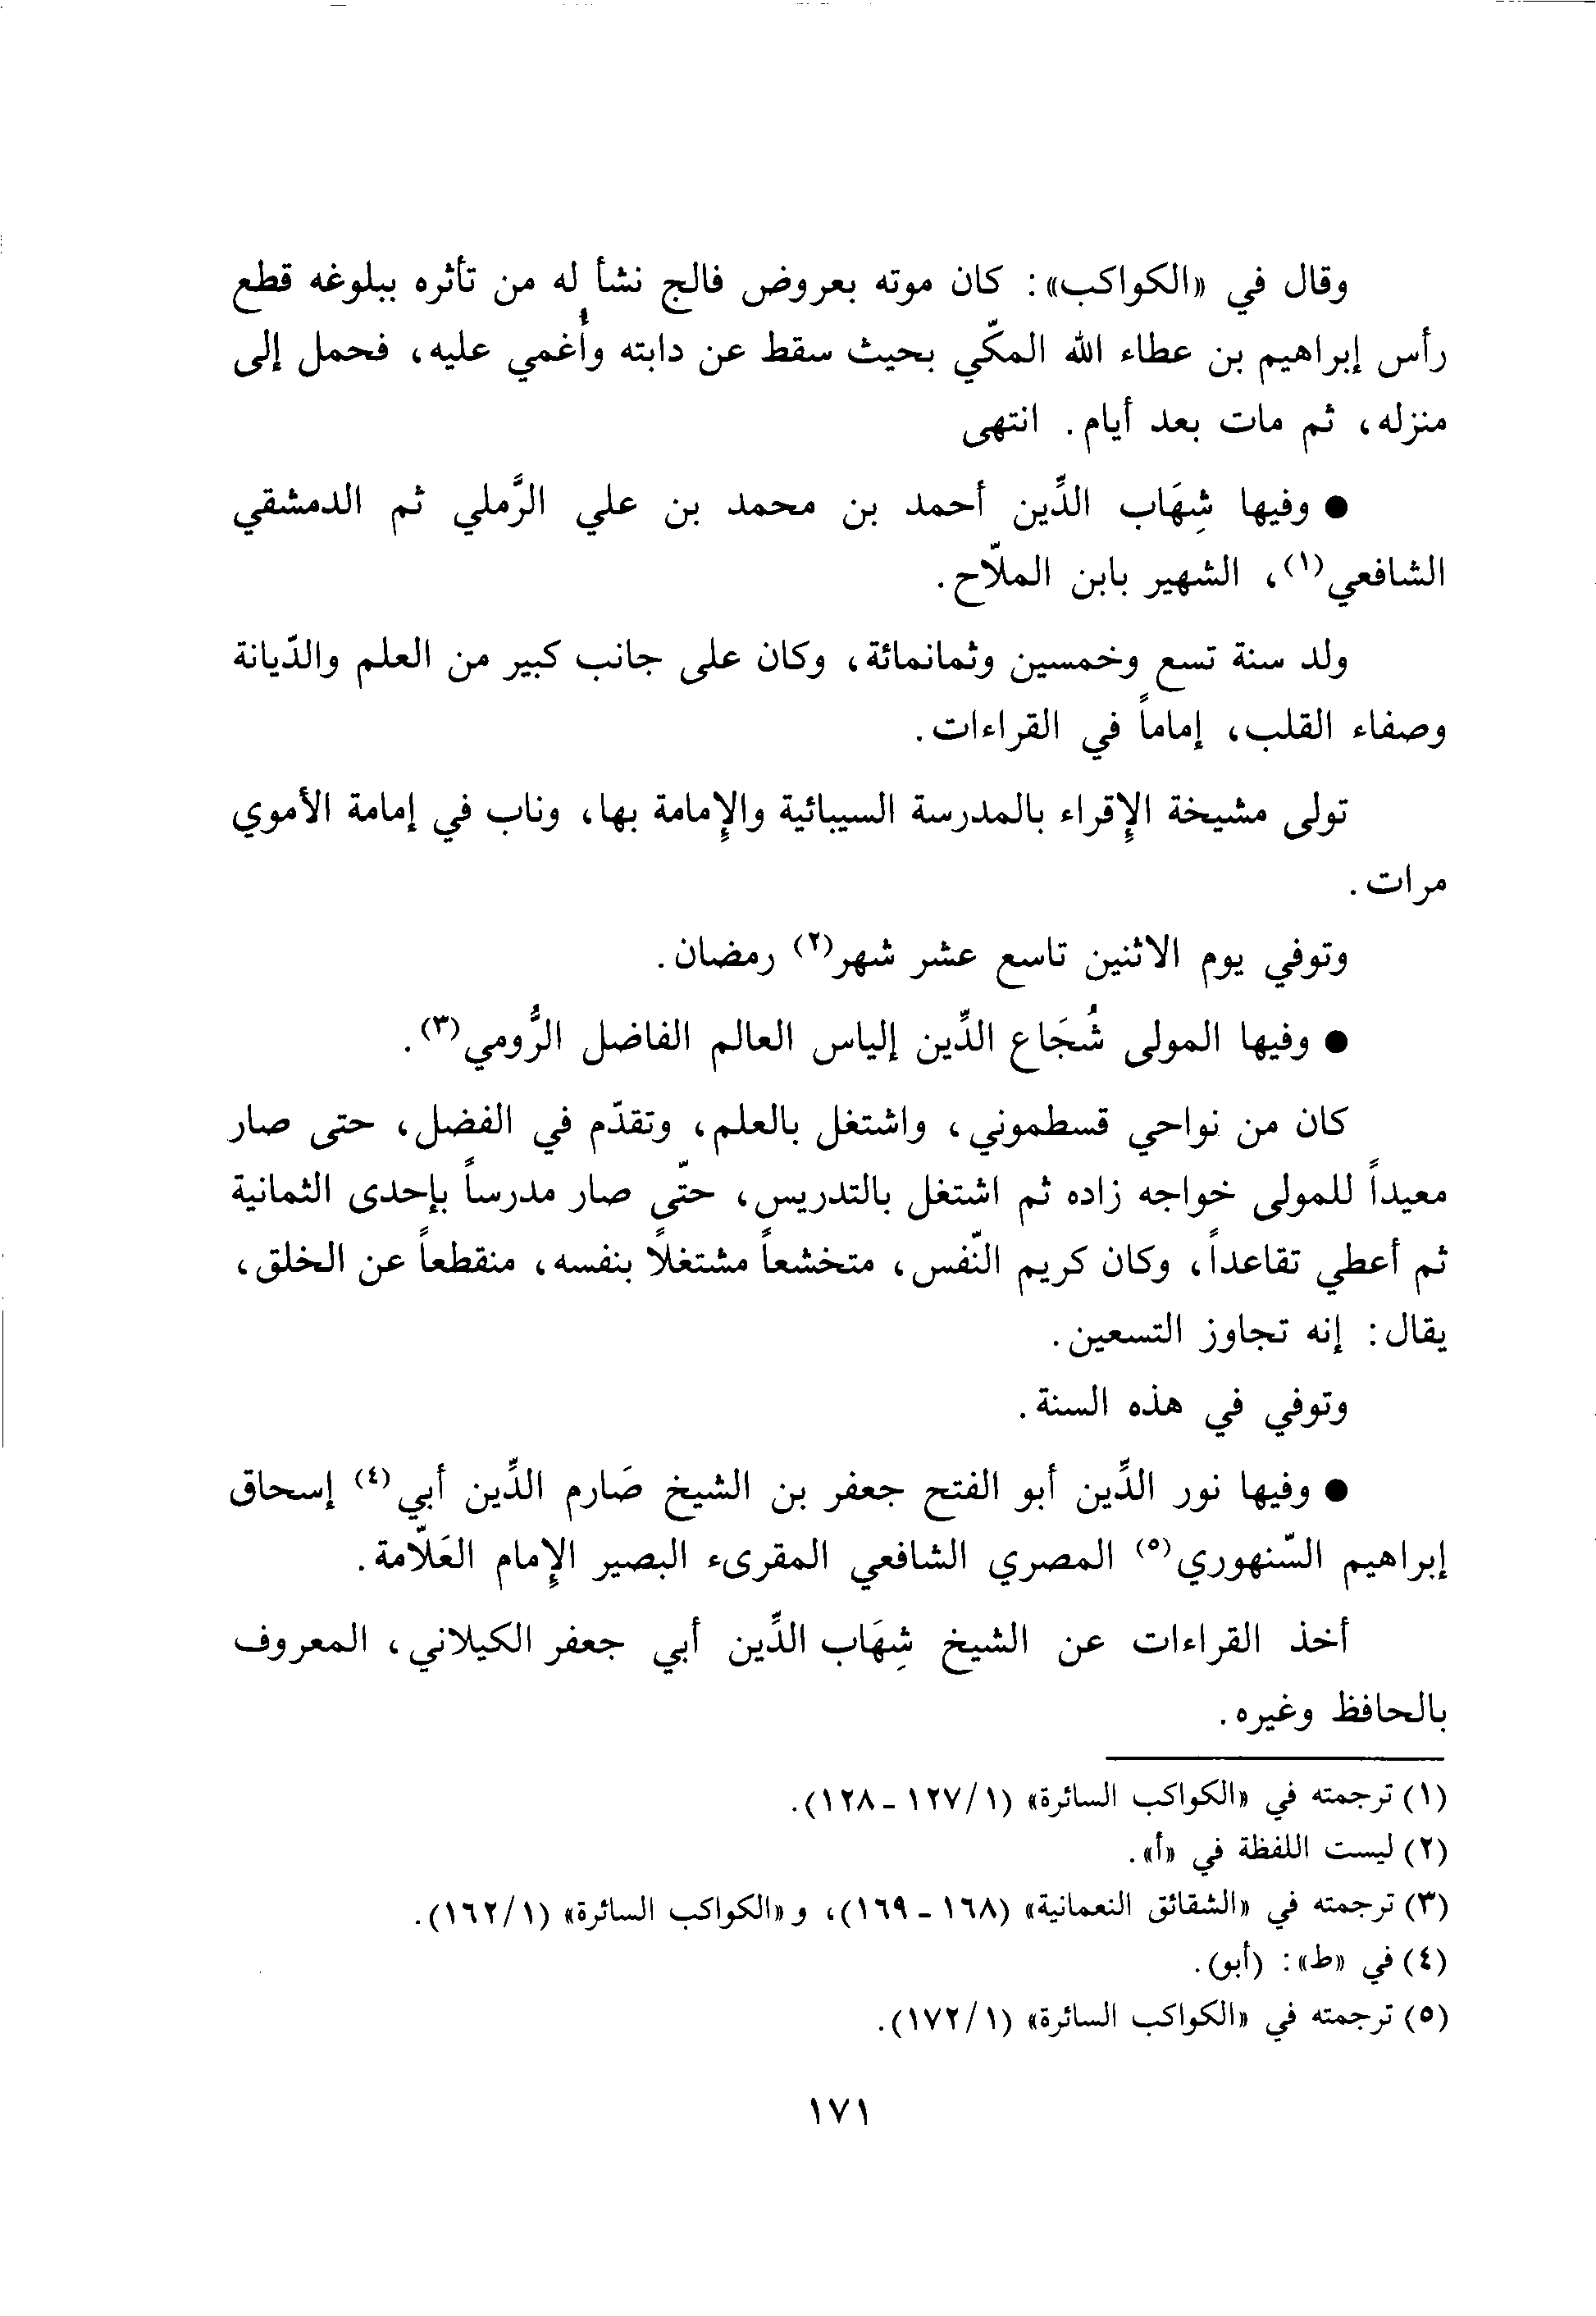 وقال في «الكواكب»: كان موته بعروض فالج نشأ له من تأثره ببلوغه قطع
رأس إبراهيم بن عطاء الله المكّي بحيث سقط عن دابته وأُغمي عليه، فحمل إلى
منزله، ثم مات بعد أيام. انتهى
● وفيها شِهَاب الدِّين أحمد بن محمد بن علي الرَّملي ثم الدمشقي
الشافعي(١)، الشهير بابن الملاّح.
ولد سنة تسع وخمسين وثمانمائة، وكان على جانب كبير من العلم والدّيانة
وصفاء القلب، إماماً في القراءات.
تولى مشيخة الإِقراء بالمدرسة السيبائية والإِمامة بها، وناب في إمامة الأموي
مرات.
وتوفي يوم الاثنين تاسع عشر شهر(٢) رمضان.
● وفيها المولى شُجَاع الدِّين إلياس العالم الفاضل الرُّومي(٣).
كان من نواحي قسطموني، واشتغل بالعلم، وتقدّم في الفضل، حتى صار
معيداً للمولى خواجه زاده ثم اشتغل بالتدريس، حتّى صار مدرساً بإحدى الثمانية
ثم أعطي تقاعداً، وكان كريم النّفس، متخشعاً مشتغلاً بنفسه، منقطعاً عن الخلق،
يقال: إنه تجاوز التسعين.
وتوفي في هذه السنة.
● وفيها نور الدِّين أبو الفتح جعفر بن الشيخ صَارم الدِّين أبي(٤) إسحاق
إبراهيم السّنهوري(٥) المصري الشافعي المقرىء البصير الإِمام العَلاّمة.
أخذ القراءات عن الشيخ شِهَاب الدِّين أبي جعفر الكيلاني، المعروف
بالحافظ وغيره.
(١) ترجمته في «الكواكب السائرة» (١/ ١٢٧ - ١٢٨).
(٢) ليست اللفظة في «أ».
(٣) ترجمته في «الشقائق النعمانية» (١٦٨ - ١٦٩)، و«الكواكب السائرة» (١/ ١٦٢).
(٤) في «ط»: (أبو).
(٥) ترجمته في «الكواكب السائرة» (١/ ١٧٢).
١٧١